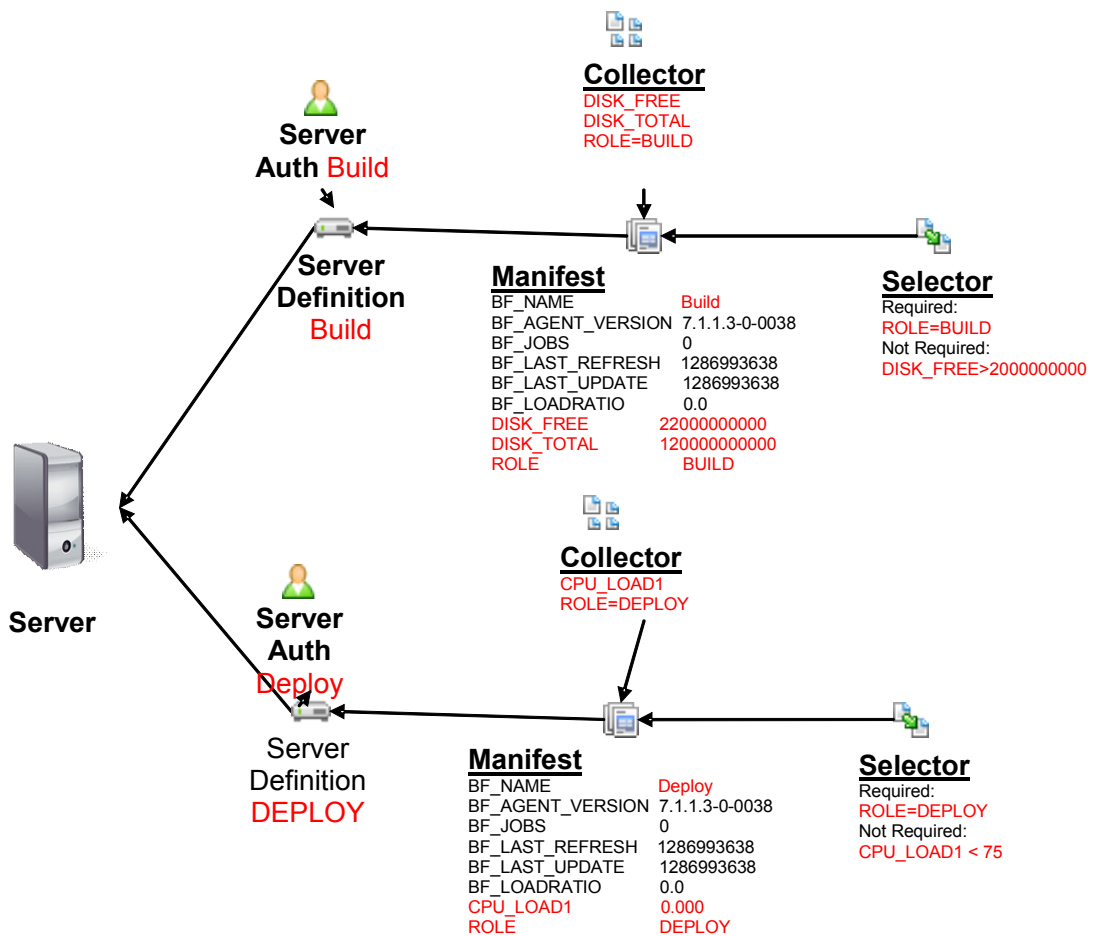 Collector
DISK_FREE
DISK_TOTAL
ROLE=BUILD
Server
Auth Build
Server
Definition
Build
Manifest
BF_NAME Build
BF_AGENT_VERSION 7.1.1.3-0-0038
BF_JOBS 0
BF_LAST_REFRESH 1286993638
BF_LAST_UPDATE 1286993638
BF_LOADRATIO 0.0
DISK_FREE 22000000000
DISK_TOTAL 120000000000
ROLE BUILD
Selector
Required:
ROLE=BUILD
Not Required:
DISK_FREE>2000000000
Server
Collector
CPU_LOAD1
ROLE=DEPLOY
Server
Auth
Deploy
Server
Definition
DEPLOY
Manifest
BF_NAME Deploy
BF_AGENT_VERSION 7.1.1.3-0-0038
BF_JOBS 0
BF_LAST_REFRESH 1286993638
BF_LAST_UPDATE 1286993638
BF_LOADRATIO 0.0
CPU_LOAD1 0.000
ROLE DEPLOY
Selector
Required:
ROLE=DEPLOY
Not Required:
CPU_LOAD1 < 75